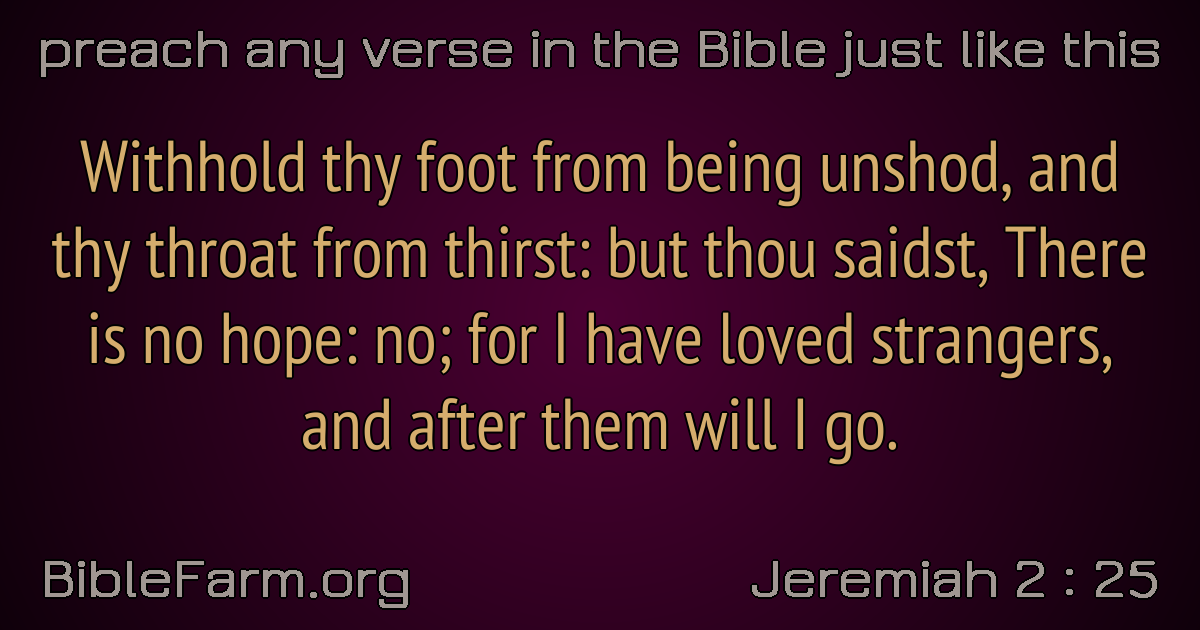 preach any verse in the Bible just like this
Withhold thy foot from being unshod, and
thy throat from thirst: but thou saidst, There
is no hope: no; for I have loved strangers,
and after them will I go.
BibleFarm.org
Jeremiah 2 : 25